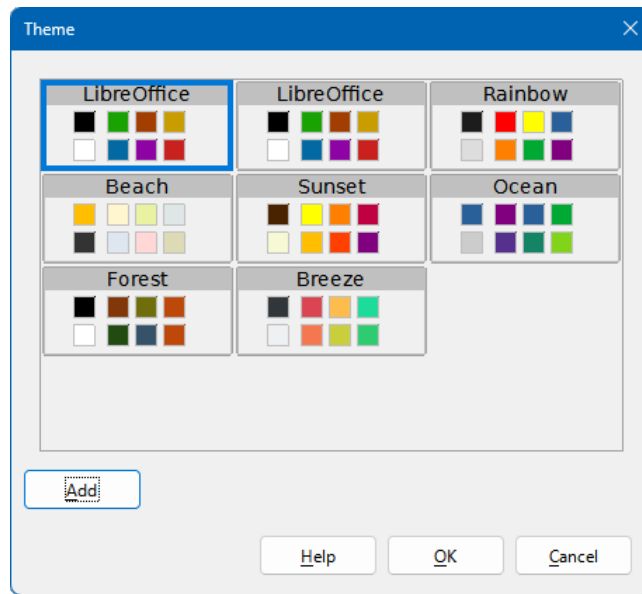 Theme
LibreOffice
LibreOffice
Rainbow
Beach
Sunset
Ocean
Forest
Breeze
Add
Help
OK
Cancel